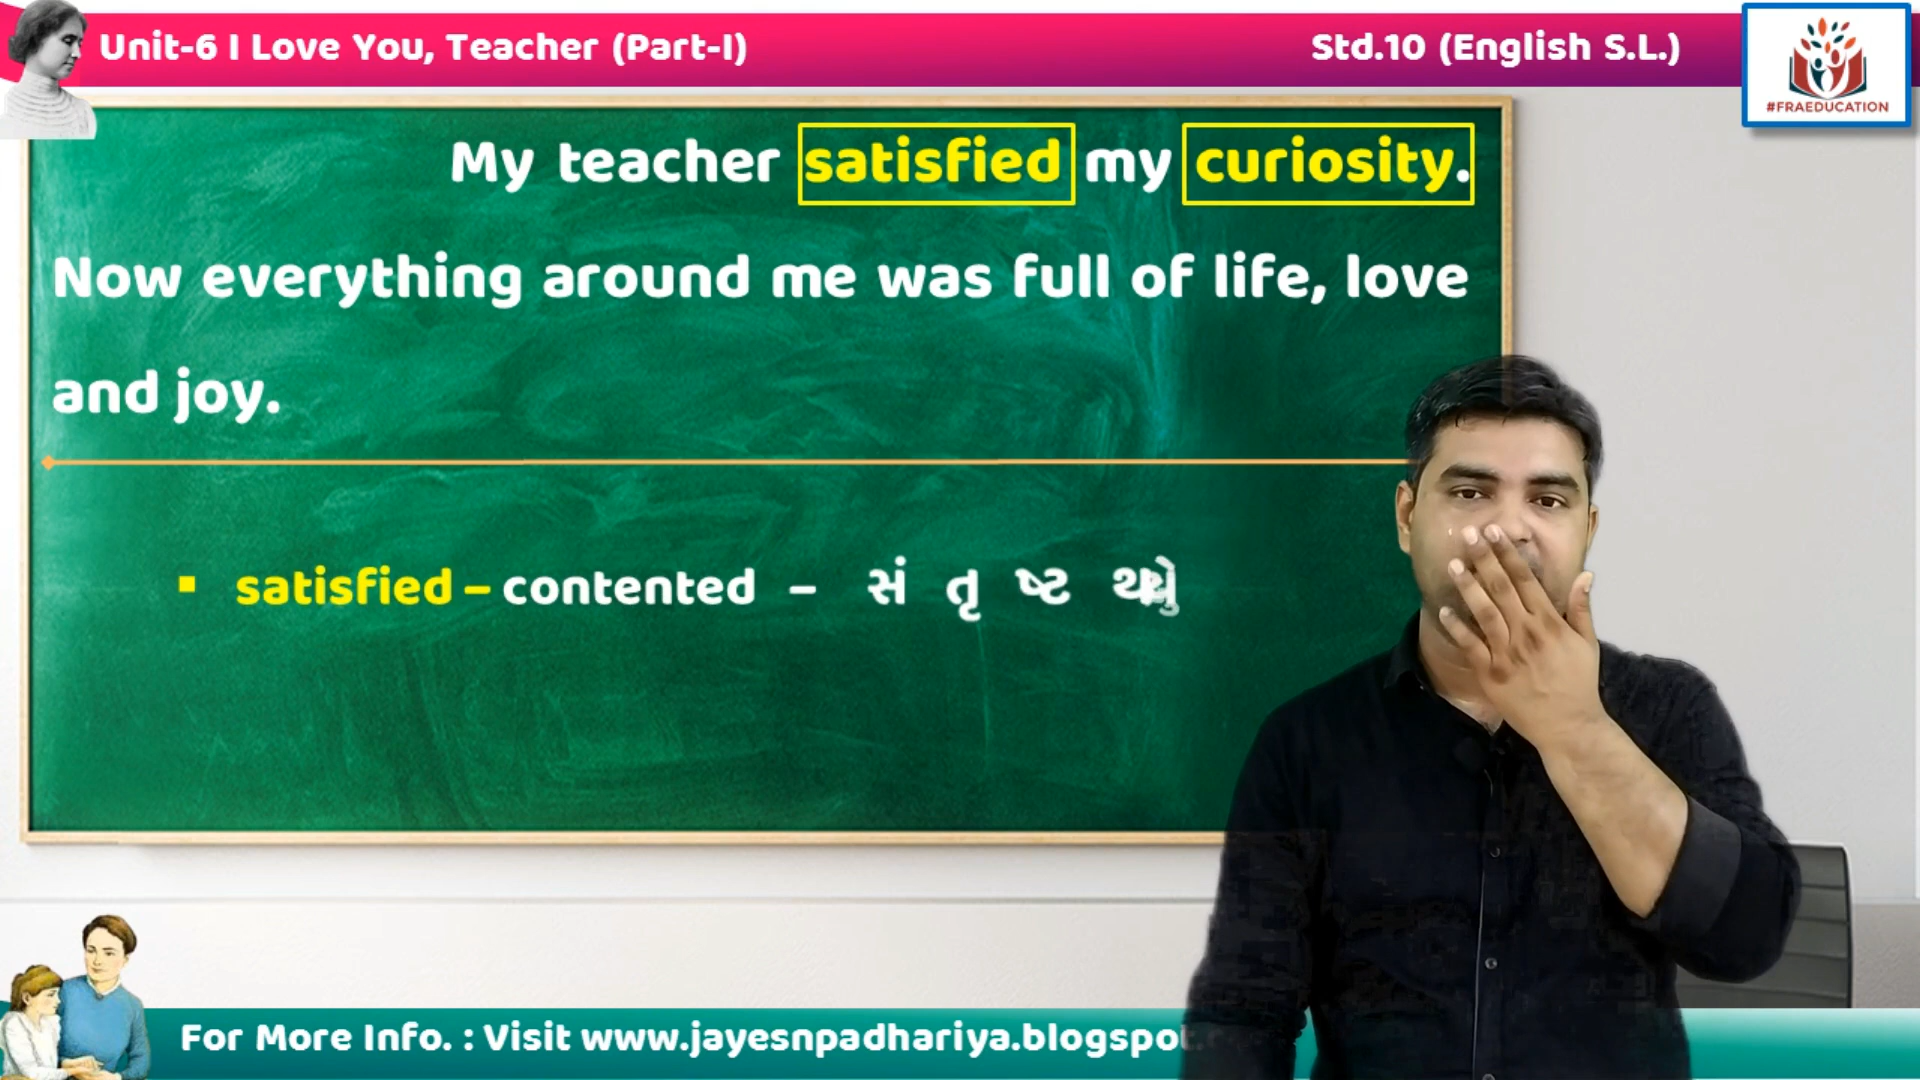 Unit-6 I Love You, Teacher (Part-I)
Std.10 (English S.L.)
#FRAEDUCATION
My teacher satisfied my curiosity.
Now everything around me was full of life, love
and joy.
▪ satisfied – contented – સં તૃ ષ્ટ
For More Info. : Visit www.jayesnpadhariya.blogspot.